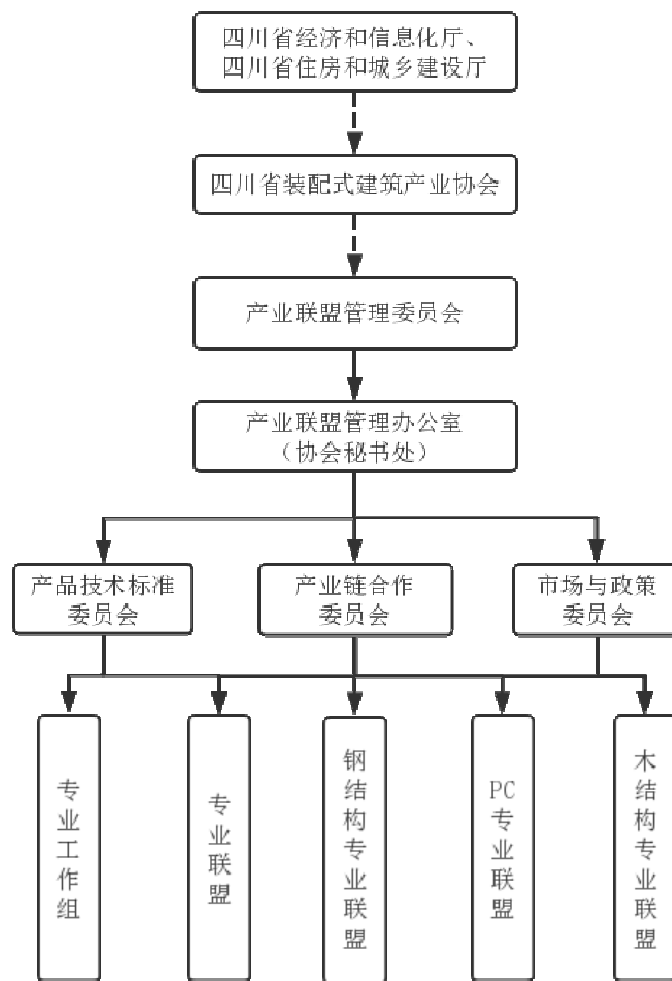 四川省经济和信息化厅、
四川省住房和城乡建设厅
四川省装配式建筑产业协会
产业联盟管理委员会
产业联盟管理办公室
（协会秘书处）
产品技术标准
委员会
产业链合作
委员会
市场与政策
委员会
专业工作组
专业联盟
钢结构专业联盟
PC专业联盟
木结构专业联盟